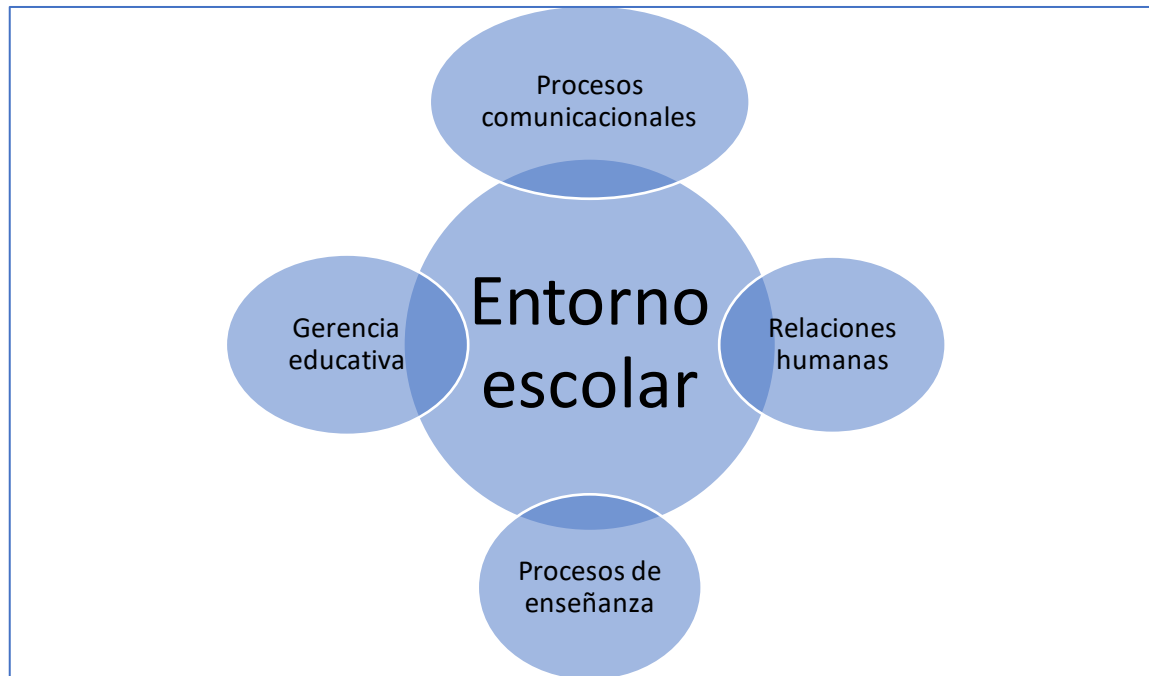 Procesos
comunicacionales
Entorno
escolar
Gerencia
educativa
Relaciones
humanas
Procesos de
enseñanza